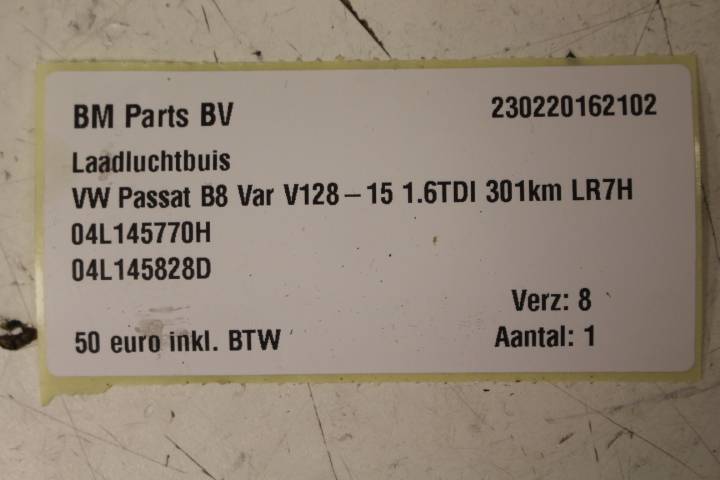 BM Parts BV 230220162102
Laadluchtbuis
VW Passat B8 Var V128-15 1.6TDI 301km LR7H
04L145770H
04L145828D
Verz: 8
50 euro inkl. BTW Aantal: 1